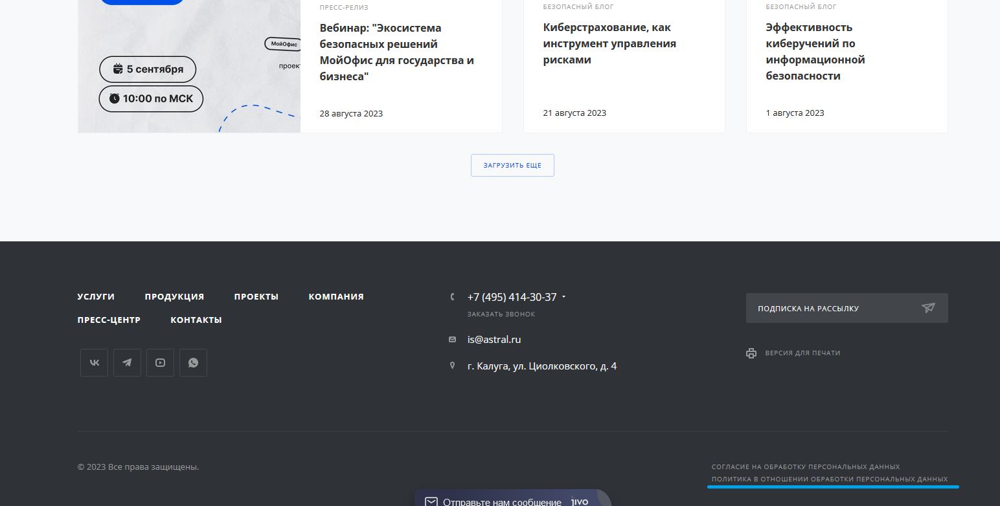 5 сентября
10:00 по МСК
МойОфис
проект
ПРЕСС-РЕЛИЗ
Вебинар: "Экосистема
безопасных решений
МойОфис для государства и
бизнеса"
28 августа 2023
БЕЗОПАСНЫЙ БЛОГ
Киберстрахование, как
инструмент управления
рисками
21 августа 2023
БЕЗОПАСНЫЙ БЛОГ
Эффективность
киберучений по
информационной
безопасности
1 августа 2023
ЗАГРУЗИТЬ ЕЩЕ
УСЛУГИ ПРОДУКЦИЯ ПРОЕКТЫ КОМПАНИЯ
ПРЕСС-ЦЕНТР КОНТАКТЫ
+7 (495) 414-30-37
ЗАКАЗАТЬ ЗВОНОК
is@astral.ru
г. Калуга, ул. Циолковского, д. 4
ПОДПИСКА НА РАССЫЛКУ
ВЕРСИЯ ДЛЯ ПЕЧАТИ
© 2023 Все права защищены.
СОГЛАСИЕ НА ОБРАБОТКУ ПЕРСОНАЛЬНЫХ ДАННЫХ
ПОЛИТИКА В ОТНОШЕНИИ ОБРАБОТКИ ПЕРСОНАЛЬНЫХ ДАННЫХ
Отправьте нам сообщение jivo